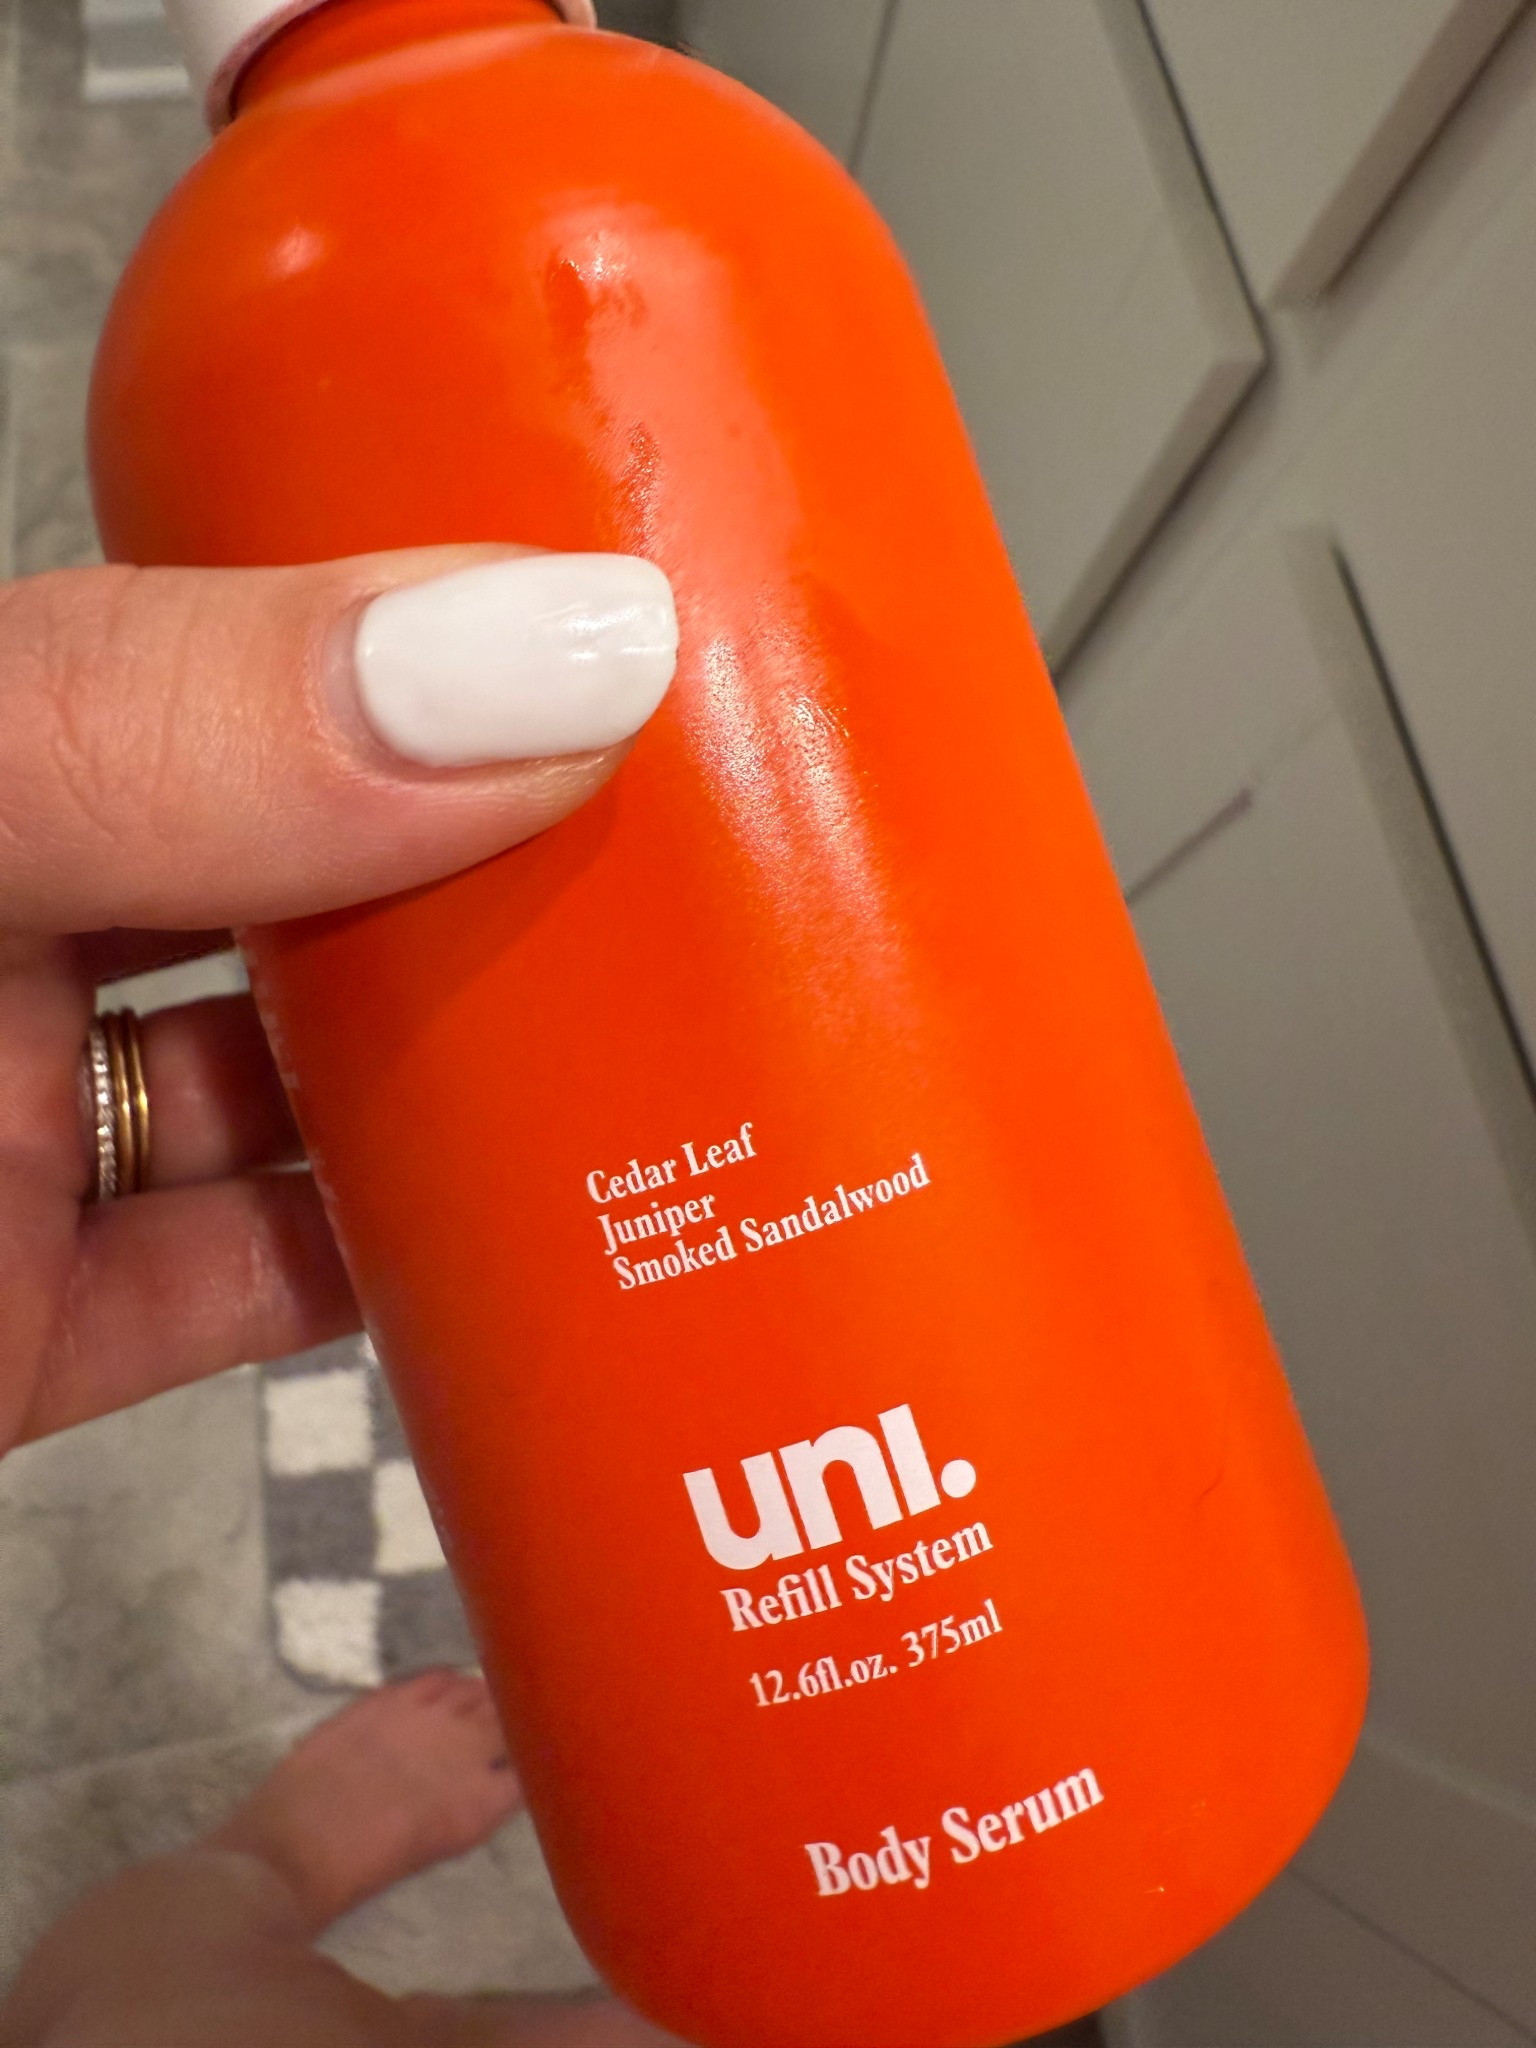 Cedar Leaf
Juniper
Smoked Sandalwood
uni.
Refill System
12.6fl.oz. 375ml
Body Serum